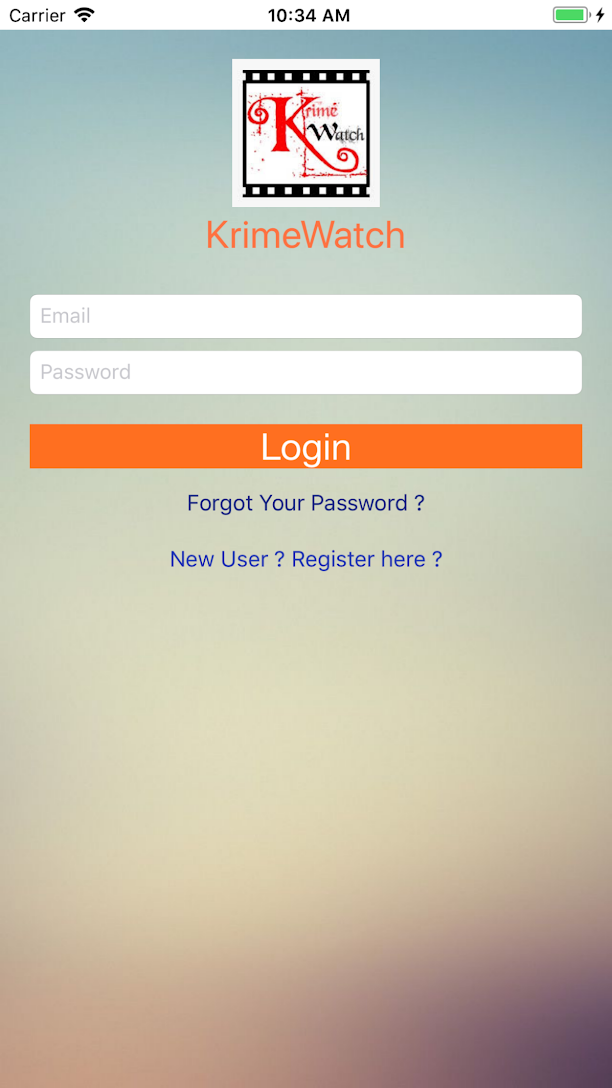 Carrier 10:34 AM
Krime
Watch
KrimeWatch
Email
Password
Login
Forgot Your Password ?
New User ? Register here ?